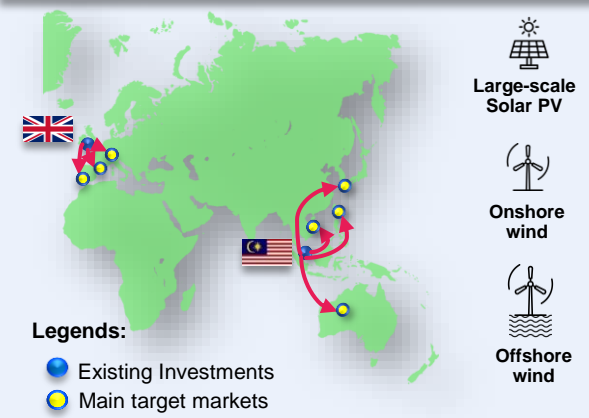 Large-scale
Solar PV
Onshore
wind
Offshore
wind
Legends:
Existing Investments
Main target markets